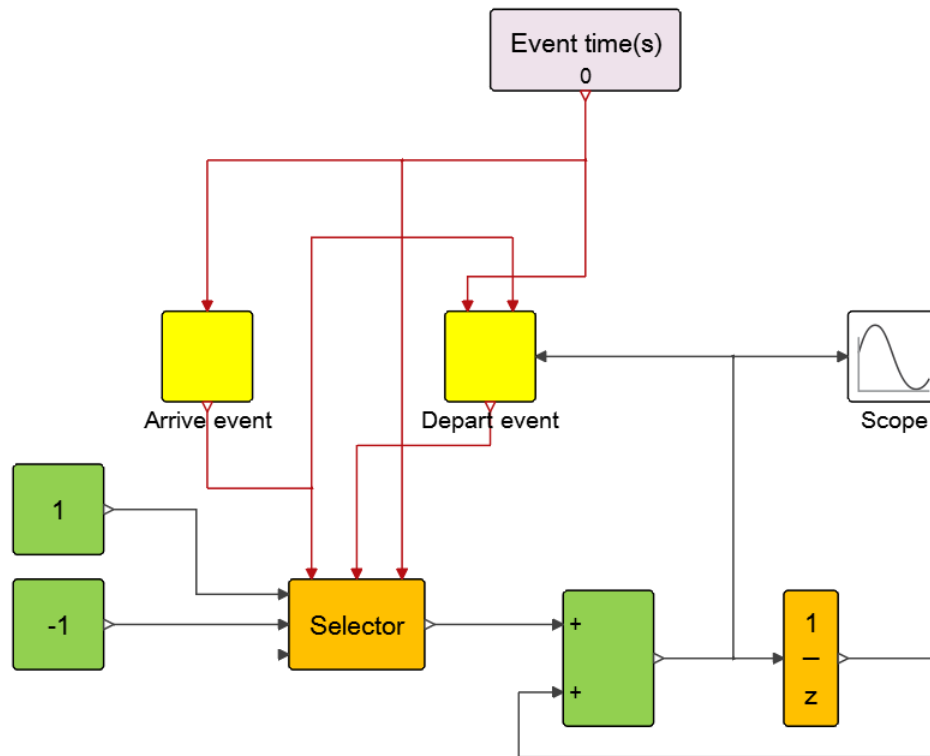 Event time(s)
0
Arrive event
Depart event
Scope
1
-1
Selector
+
+
1
z